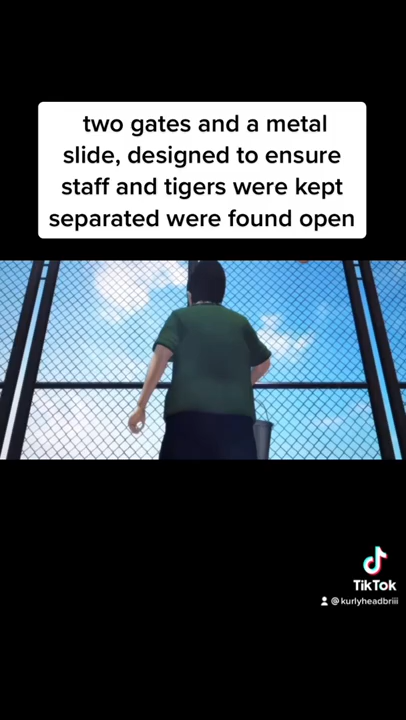 two gates and a metal
slide, designed to ensure
staff and tigers were kept
separated were found open
TikTok
@kurlyheadbriii